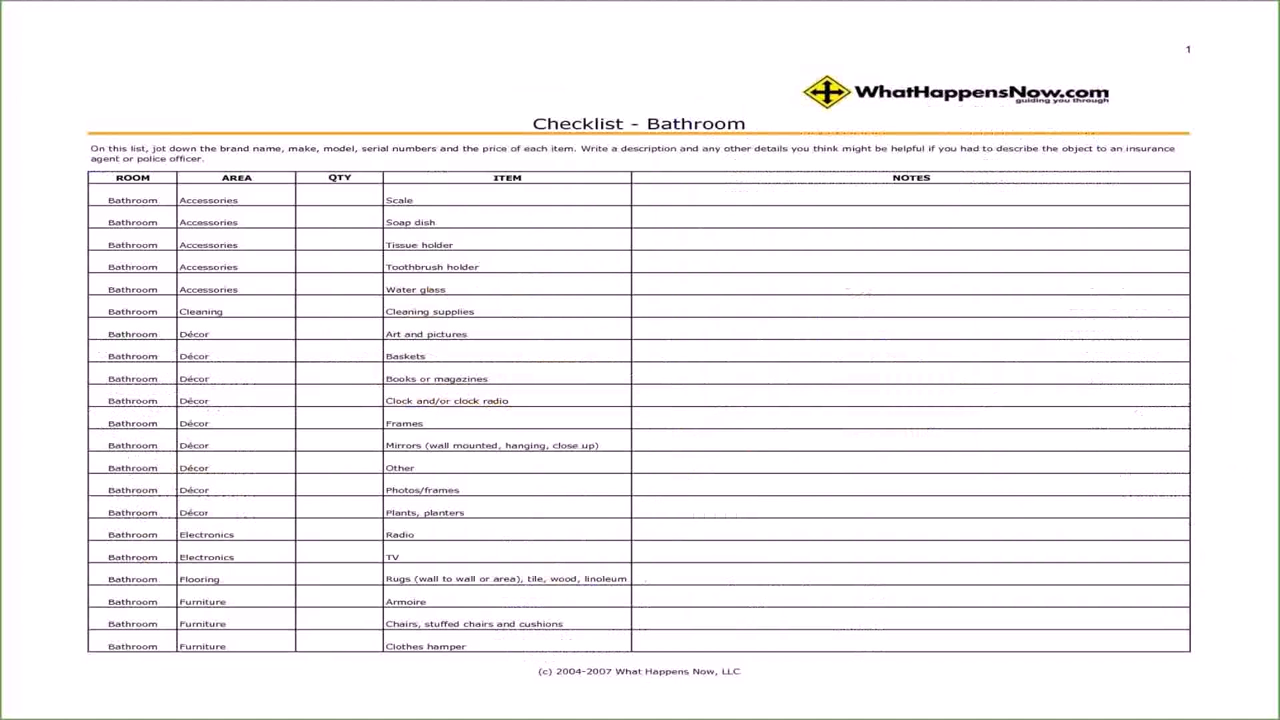 1
WhatHappensNow.com
guiding you through
Checklist - Bathroom
On this list, jot down the brand name, make, model, serial numbers and the price of each item. Write a description and any other details you think might be helpful if you had to describe the object to an insurance
agent or police officer.
ROOM AREA QTY ITEM NOTES
Bathroom Accessories Scale
Bathroom Accessories Soap dish
Bathroom Accessories Tissue holder
Bathroom Accessories Toothbrush holder
Bathroom Accessories Water glass
Bathroom Cleaning Cleaning supplies
Bathroom Décor Art and pictures
Bathroom Décor Baskets
Bathroom Décor Books or magazines
Bathroom Décor Clock and/or clock radio
Bathroom Décor Frames
Bathroom Décor Mirrors (wall mounted, hanging, close up)
Bathroom Décor Other
Bathroom Décor Photos/frames
Bathroom Décor Plants, planters
Bathroom Electronics Radio
Bathroom Electronics TV
Bathroom Flooring Rugs (wall to wall or area), tile, wood, linoleum
Bathroom Furniture Armoire
Bathroom Furniture Chairs, stuffed chairs and cushions
Bathroom Furniture Clothes hamper
(c) 2004-2007 What Happens Now, LLC